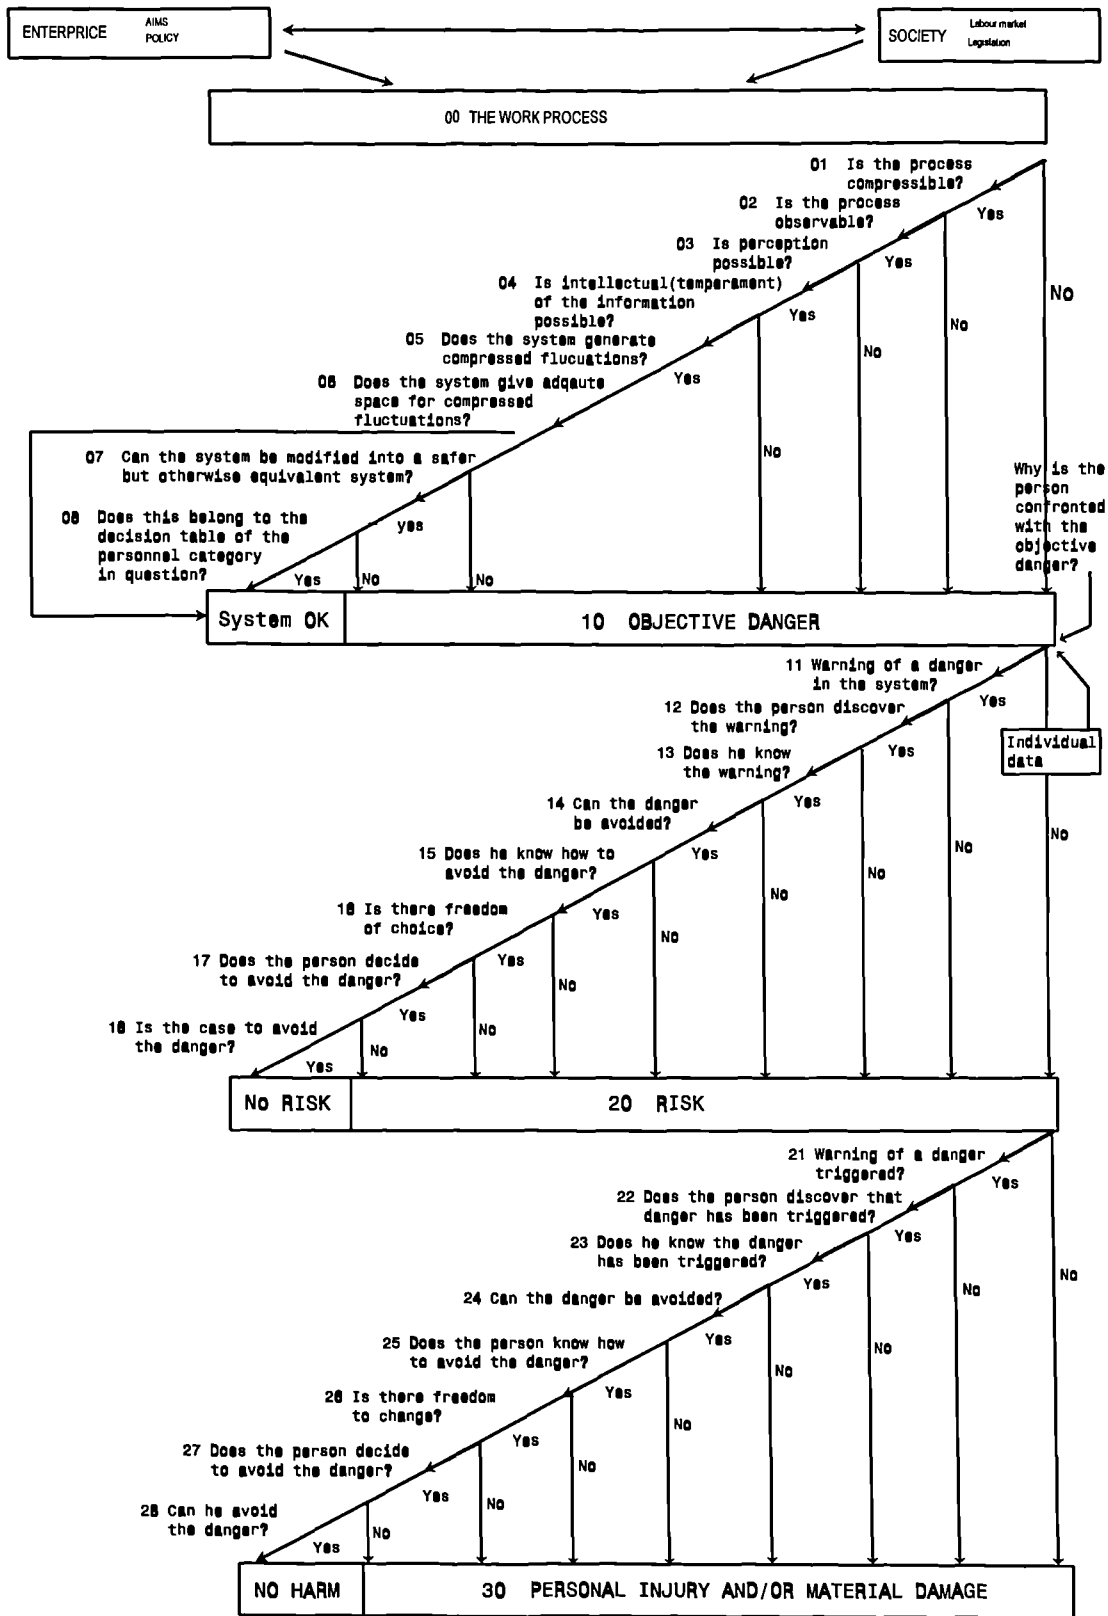 ENTERPRICE
AIMS
POLICY
SOCIETY
Labour market
Legislation
00 THE WORK PROCESS
01 Is the process
compressible?
Yes
02 Is the process
observable?
Yes
03 Is perception
possible?
Yes
04 Is intellectual(temperament)
of the information
possible?
Yes
05 Does the system generate
compressed flucuations?
06 Does the system give adqaute
space for compressed
fluctuations?
07 Can the system be modified into a safer
but otherwise equivalent system?
yes
08 Does this belong to the
decision table of the
personnel category
in question?
Yes
No
No
No
No
No
No
Why is the
person
confronted
with the
objective
danger?
System OK
10 OBJECTIVE DANGER
11 Warning of a danger
in the system?
Yes
12 Does the person discover
the warning?
Yes
13 Does he know
the warning?
Yes
14 Can the danger
be avoided?
Yes
15 Does he know how to
avoid the danger?
Yes
16 Is there freedom
of choice?
Yes
17 Does the person decide
to avoid the danger?
Yes
18 Is the case to avoid
the danger?
Yes
No
No
No
No
No
No
No
No
Individual
data
No RISK
20 RISK
21 Warning of a danger
triggered?
Yes
22 Does the person discover that
danger has been triggered?
Yes
23 Does he know the danger
has been triggered?
Yes
24 Can the danger be avoided?
Yes
25 Does the person know how
to avoid the danger?
Yes
26 Is there freedom
to change?
Yes
27 Does the person decide
to avoid the danger?
Yes
28 Can he avoid
the danger?
Yes
No
No
No
No
No
No
No
No
NO HARM
30 PERSONAL INJURY AND/OR MATERIAL DAMAGE